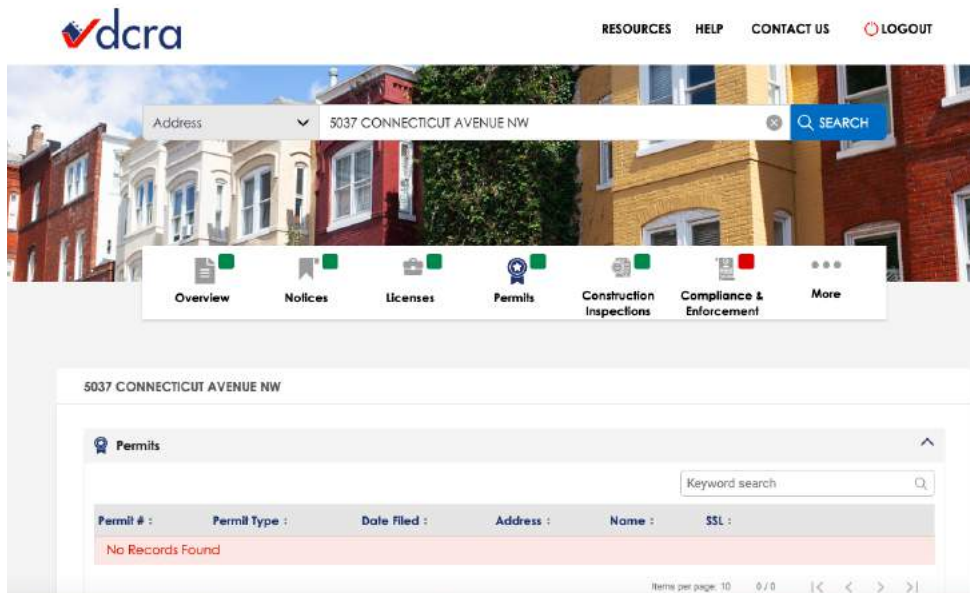 dcra
RESOURCES HELP CONTACT US LOGOUT
Address 5037 CONNECTICUT AVENUE NW SEARCH
Overview Notices Licenses Permits Construction Inspections Compliance & Enforcement More
5037 CONNECTICUT AVENUE NW
Permits
Keyword search
Permit # : Permit Type : Date Filed : Address : Name : SSL :
No Records Found
Items per page: 10 0 / 0 |< < > >|